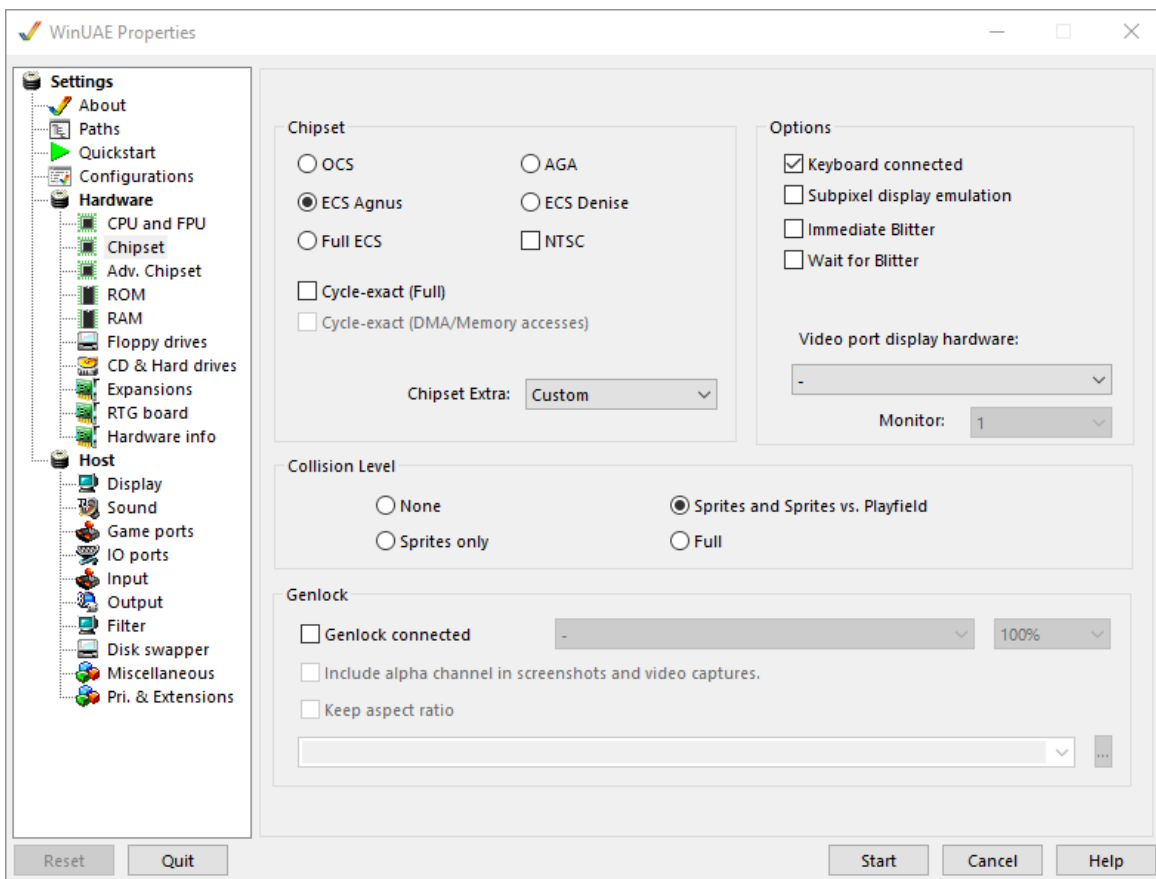 WinUAE Properties
Settings
About
Paths
Quickstart
Configurations
Hardware
CPU and FPU
Chipset
Adv. Chipset
ROM
RAM
Floppy drives
CD & Hard drives
Expansions
RTG board
Hardware info
Host
Display
Sound
Game ports
IO ports
Input
Output
Filter
Disk swapper
Miscellaneous
Pri. & Extensions
Chipset
OCS
AGA
ECS Agnus
ECS Denise
Full ECS
NTSC
Cycle-exact (Full)
Cycle-exact (DMA/Memory accesses)
Chipset Extra: Custom
Options
Keyboard connected
Subpixel display emulation
Immediate Blitter
Wait for Blitter
Video port display hardware:
-
Monitor: 1
Collision Level
None
Sprites and Sprites vs. Playfield
Sprites only
Full
Genlock
Genlock connected
-
100%
Include alpha channel in screenshots and video captures.
Keep aspect ratio
...
Reset
Quit
Start
Cancel
Help